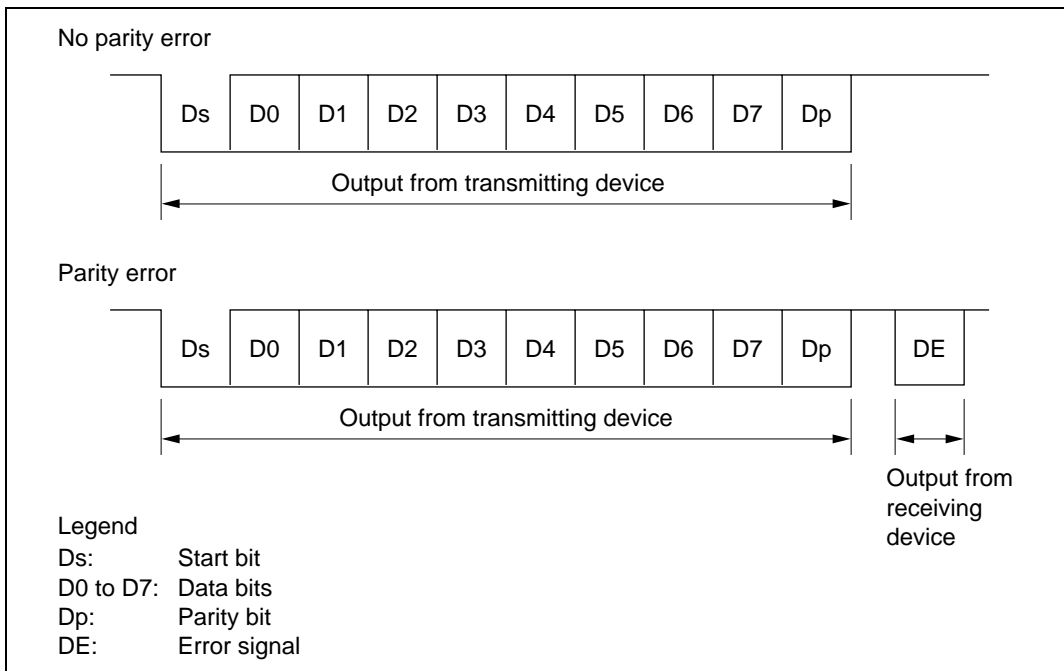 No parity error
Ds D0 D1 D2 D3 D4 D5 D6 D7 Dp
Output from transmitting device
Parity error
Ds D0 D1 D2 D3 D4 D5 D6 D7 Dp DE
Output from transmitting device
Output from
receiving
device
Legend
Ds: Start bit
D0 to D7: Data bits
Dp: Parity bit
DE: Error signal